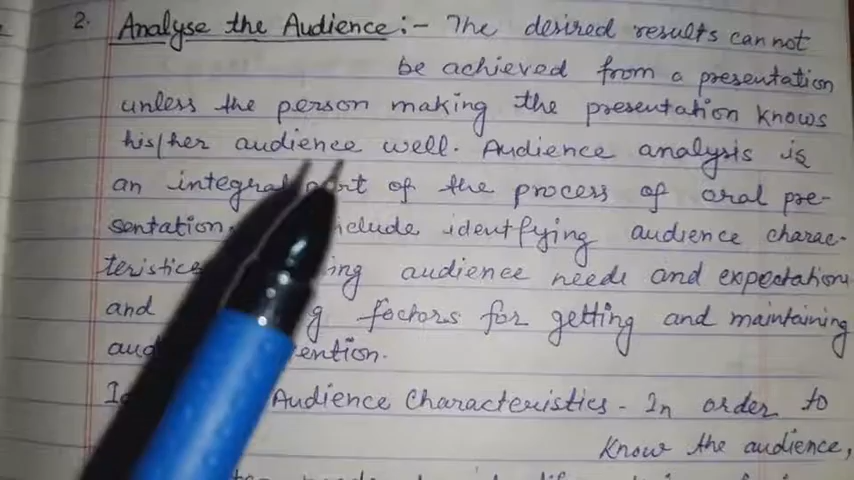 2. Analyse the Audience :- The desired results cannot
be achieved from a presentation
unless the person making the presentation knows
his/her audience well. Audience analysis is
an integral part of the process of oral pre-
sentation. include identifying audience charac-
teristics ing audience needs and expectations
and g factors for getting and maintaining
aud ention.
Audience Characteristics - In order to
Know the audience,